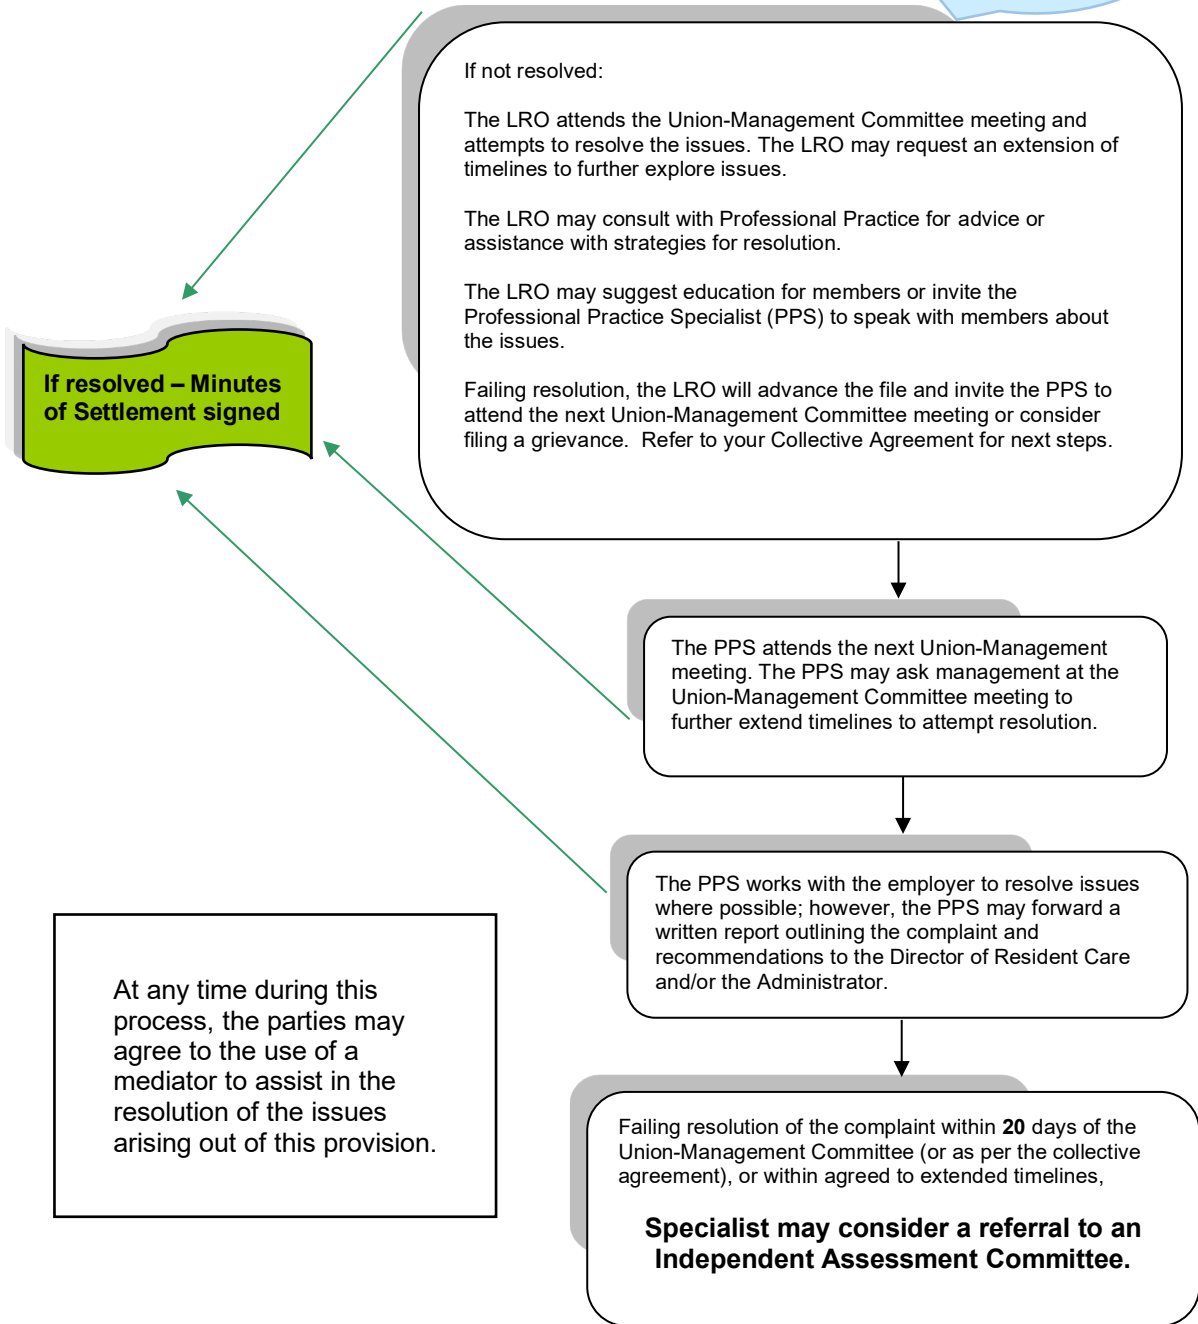 If not resolved:
The LRO attends the Union-Management Committee meeting and
attempts to resolve the issues. The LRO may request an extension of
timelines to further explore issues.
The LRO may consult with Professional Practice for advice or
assistance with strategies for resolution.
The LRO may suggest education for members or invite the
Professional Practice Specialist (PPS) to speak with members about
the issues.
Failing resolution, the LRO will advance the file and invite the PPS to
attend the next Union-Management Committee meeting or consider
filing a grievance.  Refer to your Collective Agreement for next steps.
If resolved – Minutes
of Settlement signed
The PPS attends the next Union-Management
meeting. The PPS may ask management at the
Union-Management Committee meeting to
further extend timelines to attempt resolution.
The PPS works with the employer to resolve issues
where possible; however, the PPS may forward a
written report outlining the complaint and
recommendations to the Director of Resident Care
and/or the Administrator.
At any time during this
process, the parties may
agree to the use of a
mediator to assist in the
resolution of the issues
arising out of this provision.
Failing resolution of the complaint within 20 days of the
Union-Management Committee (or as per the collective
agreement), or within agreed to extended timelines,
Specialist may consider a referral to an
Independent Assessment Committee.